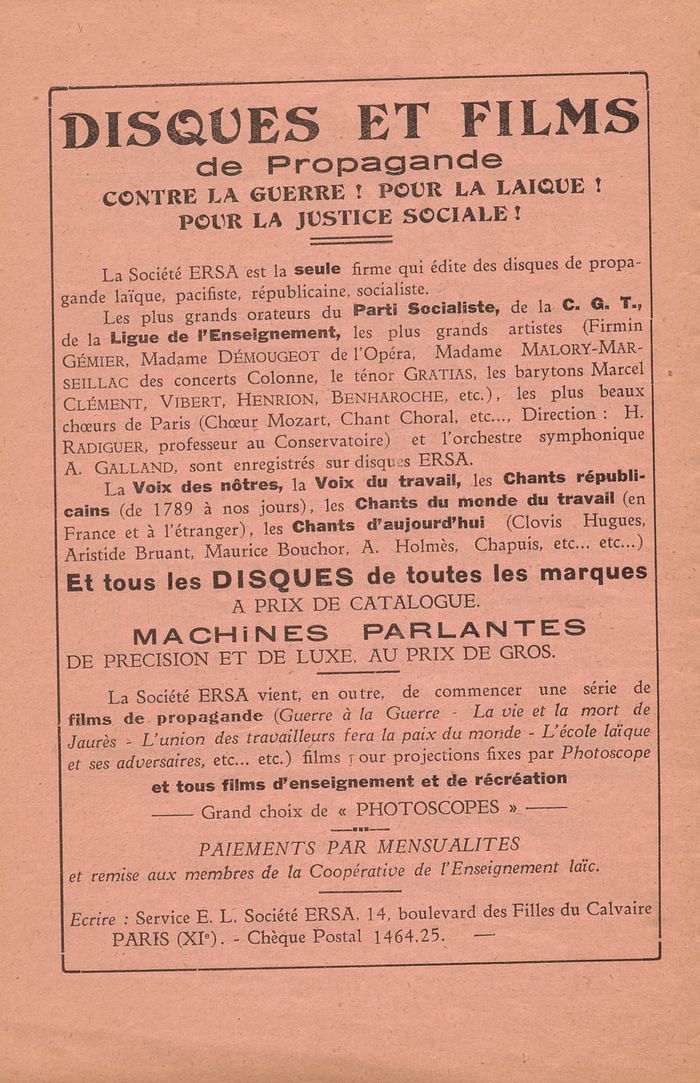 DISQUES ET FILMS
de Propagande
CONTRE LA GUERRE ! POUR LA LAIQUE !
POUR LA JUSTICE SOCIALE !
La Société ERSA est la seule firme qui édite des disques de propa-
gande laïque, pacifiste, républicaine, socialiste.
Les plus grands orateurs du Parti Socialiste, de la C. G. T.,
de la Ligue de l'Enseignement, les plus grands artistes (Firmin
GÉMIER, Madame DÉMOUGEOT de l'Opéra, Madame MALORY-MAR-
SEILLAC des concerts Colonne, le ténor GRATIAS, les barytons Marcel
CLÉMENT, VIBERT, HENRION, BENHAROCHE, etc.), les plus beaux
chœurs de Paris (Chœur Mozart, Chant Choral, etc..., Direction : H.
RADIGUER, professeur au Conservatoire) et l'orchestre symphonique
A. GALLAND, sont enregistrés sur disques ERSA.
La Voix des nôtres, la Voix du travail, les Chants républi-
cains (de 1789 à nos jours), les Chants du monde du travail (en
France et à l'étranger), les Chants d'aujourd'hui (Clovis Hugues,
Aristide Bruant, Maurice Bouchor, A. Holmès, Chapuis, etc... etc...)
Et tous les DISQUES de toutes les marques
A PRIX DE CATALOGUE.
MACHiNES PARLANTES
DE PRECISION ET DE LUXE, AU PRIX DE GROS.
La Société ERSA vient, en outre, de commencer une série de
films de propagande (Guerre à la Guerre - La vie et la mort de
Jaurès - L'union des travailleurs fera la paix du monde - L'école laïque
et ses adversaires, etc... etc.) films pour projections fixes par Photoscope
et tous films d'enseignement et de récréation
Grand choix de « PHOTOSCOPES »
PAIEMENTS PAR MENSUALITES
et remise aux membres de la Coopérative de l'Enseignement laïc.
Ecrire : Service E. L. Société ERSA, 14, boulevard des Filles du Calvaire
PARIS (XIe). - Chèque Postal 1464.25. —